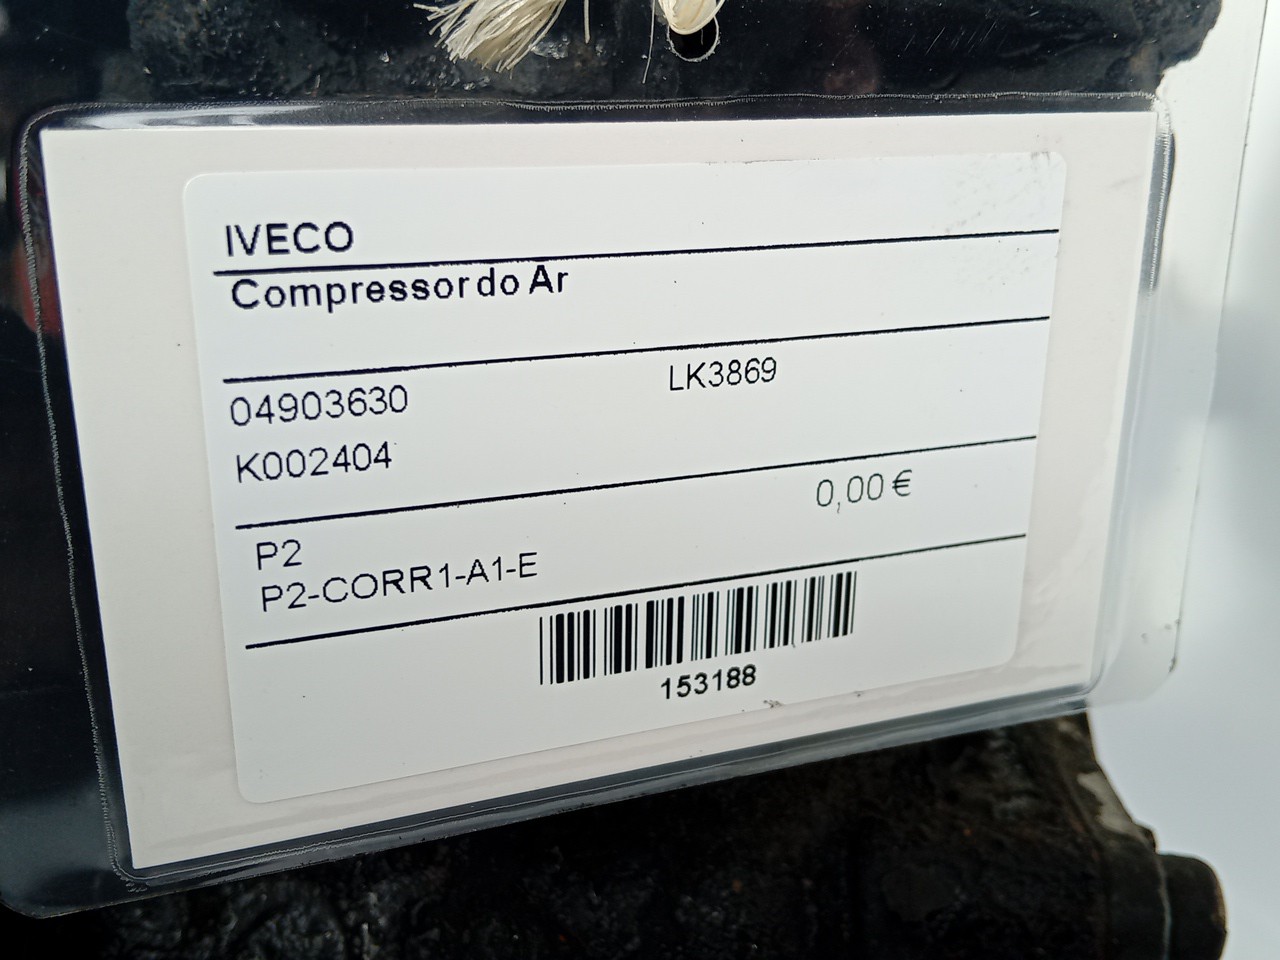 IVECO
Compressor do Ar
04903630 LK3869
K002404
0,00 €
P2
P2-CORR1-A1-E
153188